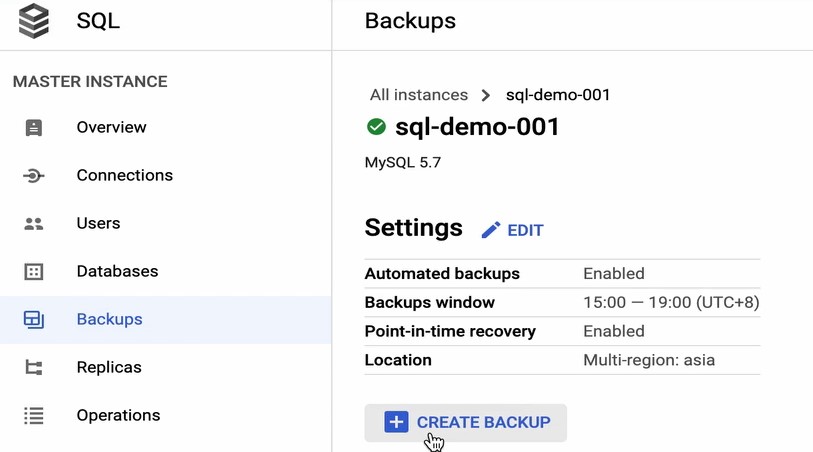 SQL
Backups
MASTER INSTANCE
Overview
Connections
Users
Databases
Backups
Replicas
Operations
All instances > sql-demo-001
sql-demo-001
MySQL 5.7
Settings EDIT
Automated backups Enabled
Backups window 15:00 — 19:00 (UTC+8)
Point-in-time recovery Enabled
Location Multi-region: asia
CREATE BACKUP